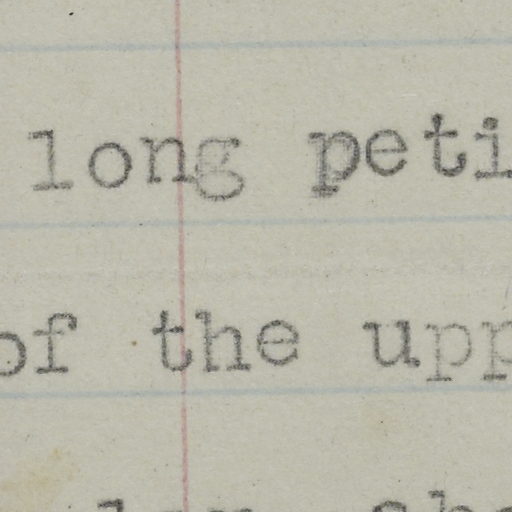 long peti
of the upp